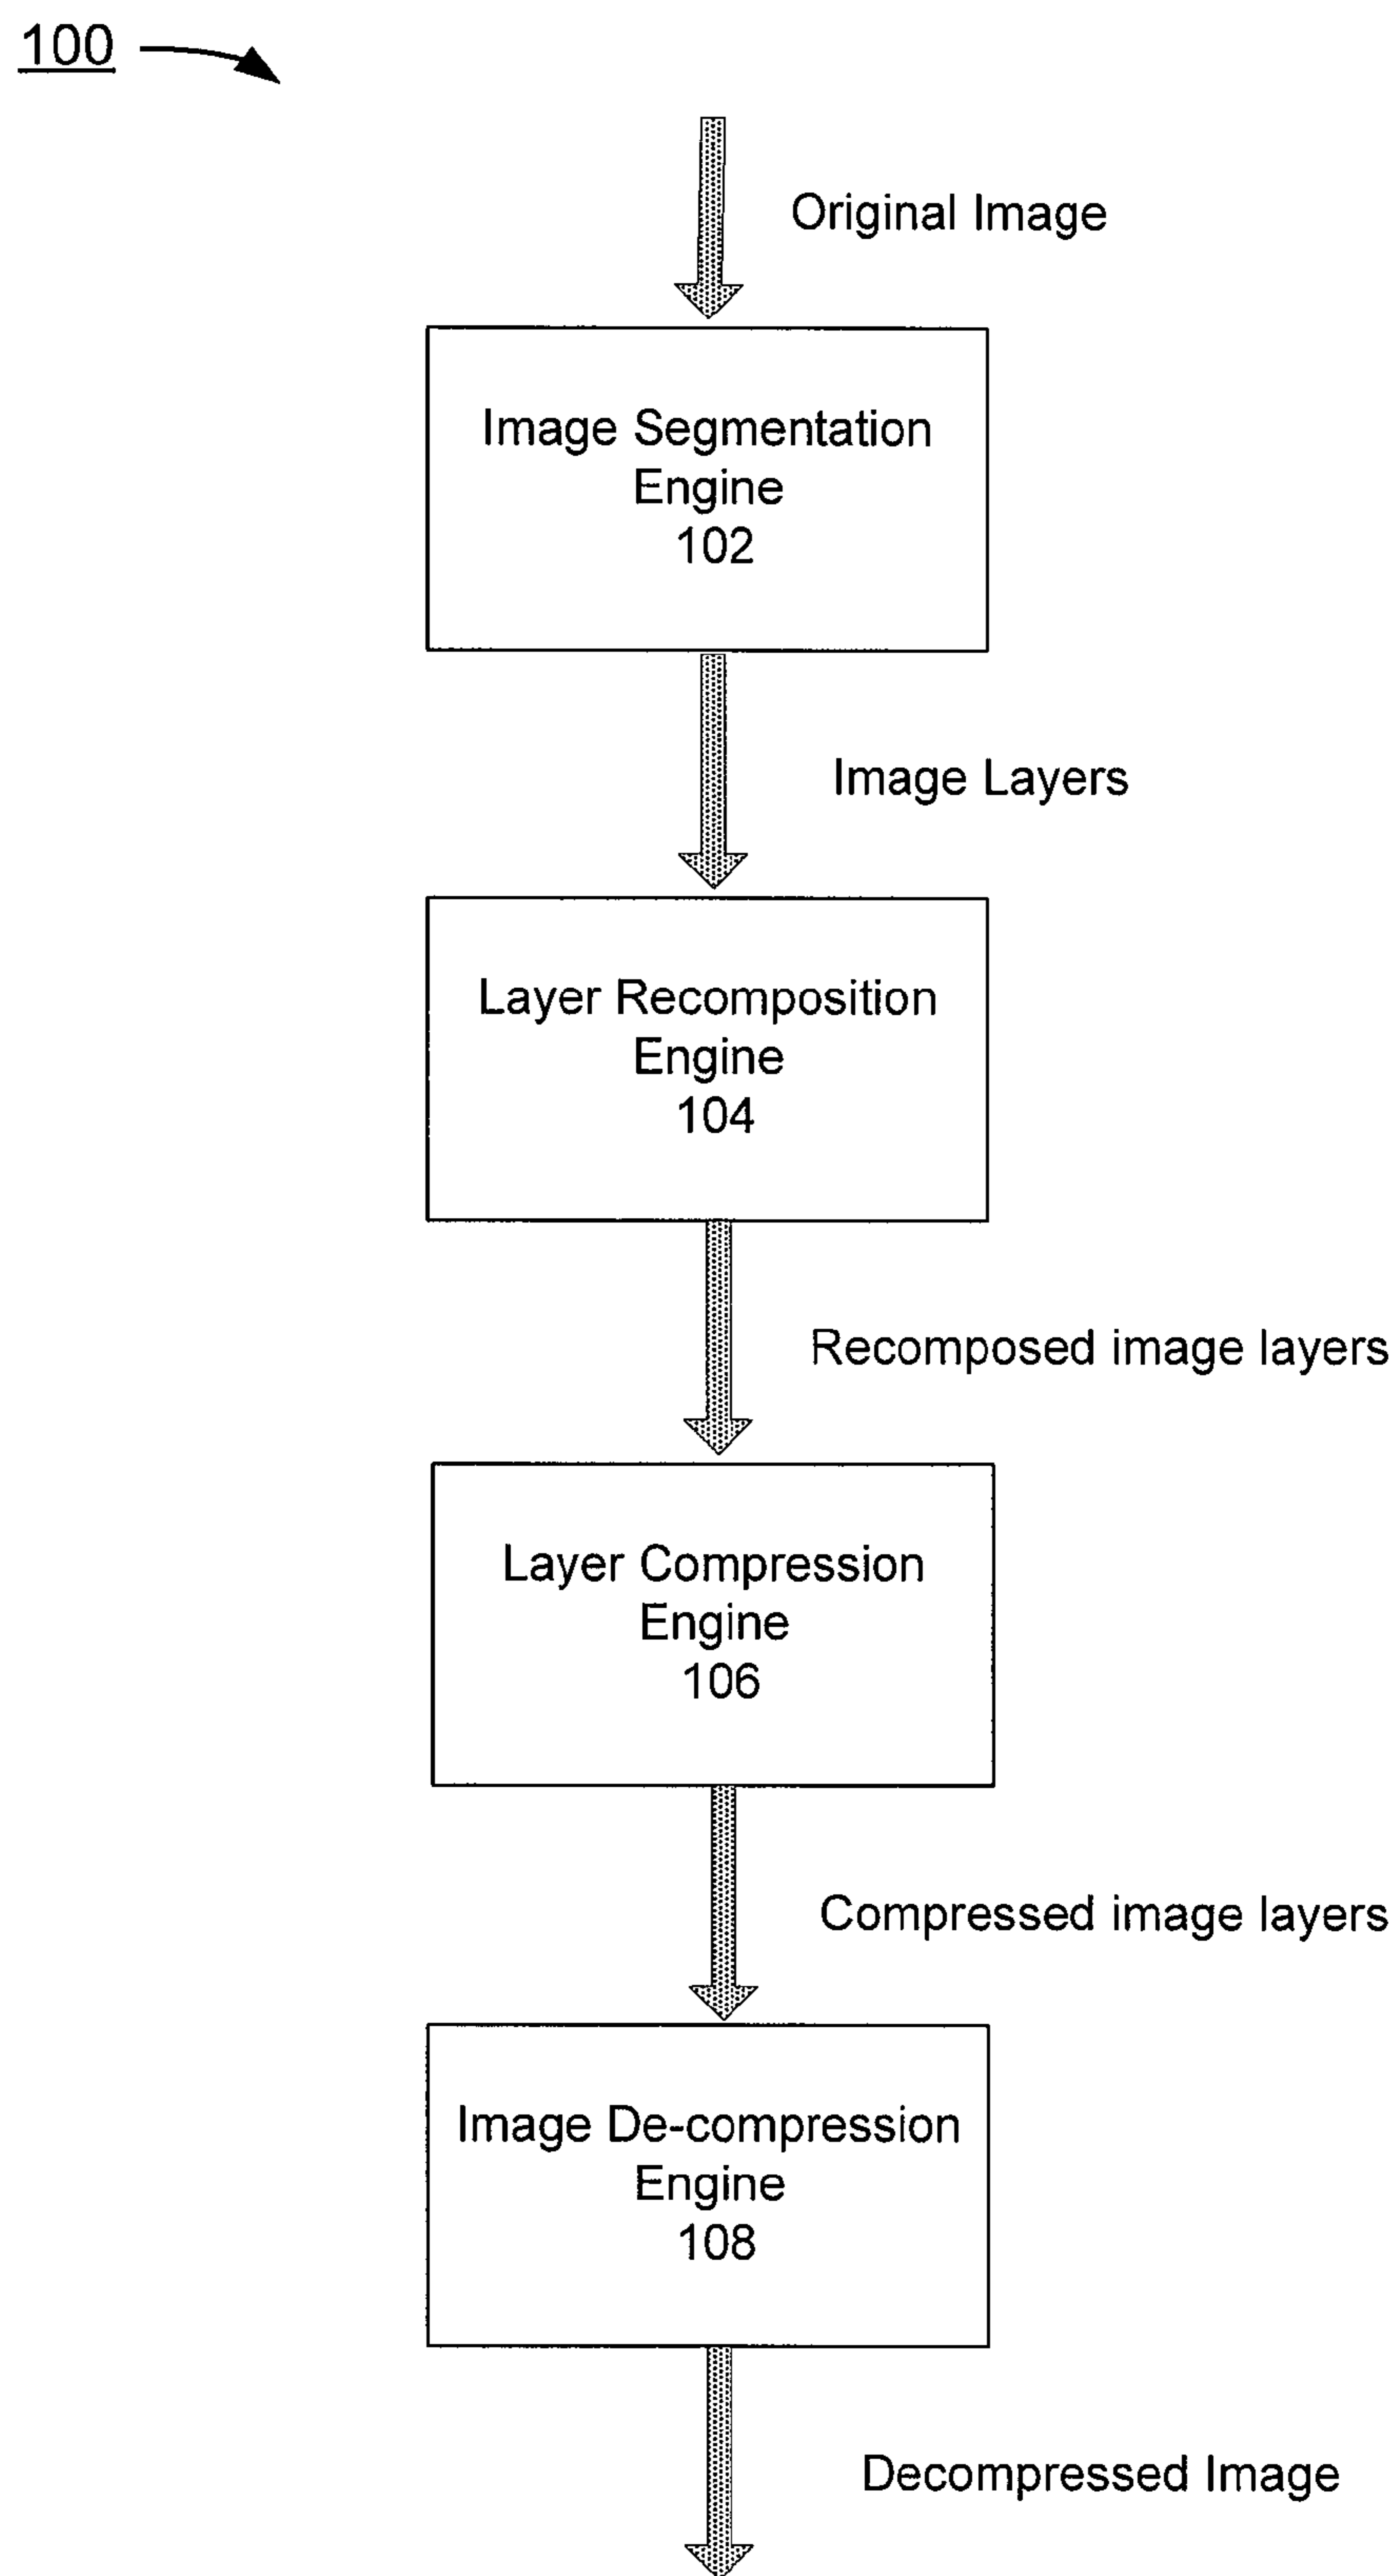 100
Original Image
Image Segmentation
Engine
102
Image Layers
Layer Recomposition
Engine
104
Recomposed image layers
Layer Compression
Engine
106
Compressed image layers
Image De-compression
Engine
108
Decompressed Image